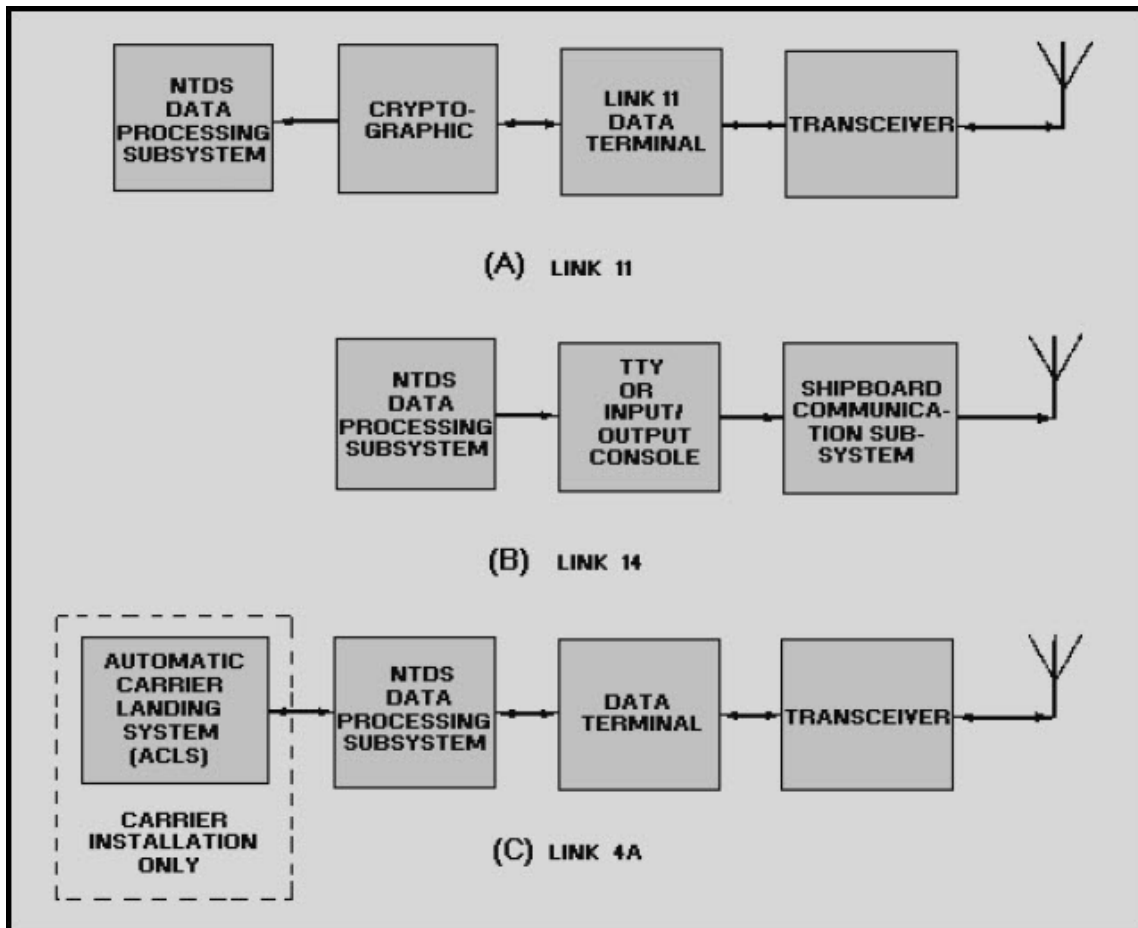 NTDS
DATA
PROCESSING
SUBSYSTEM
CRYPTO-
GRAPHIC
LINK 11
DATA
TERMINAL
TRANSCEIVER
(A) LINK 11
NTDS
DATA
PROCESSING
SUBSYSTEM
TTY
OR
INPUT/
OUTPUT
CONSOLE
SHIPBOARD
COMMUNICA-
TION SUB-
SYSTEM
(B) LINK 14
AUTOMATIC
CARRIER
LANDING
SYSTEM
(ACLS)
CARRIER
INSTALLATION
ONLY
NTDS
DATA
PROCESSING
SUBSYSTEM
DATA
TERMINAL
TRANSCEIVER
(C) LINK 4A